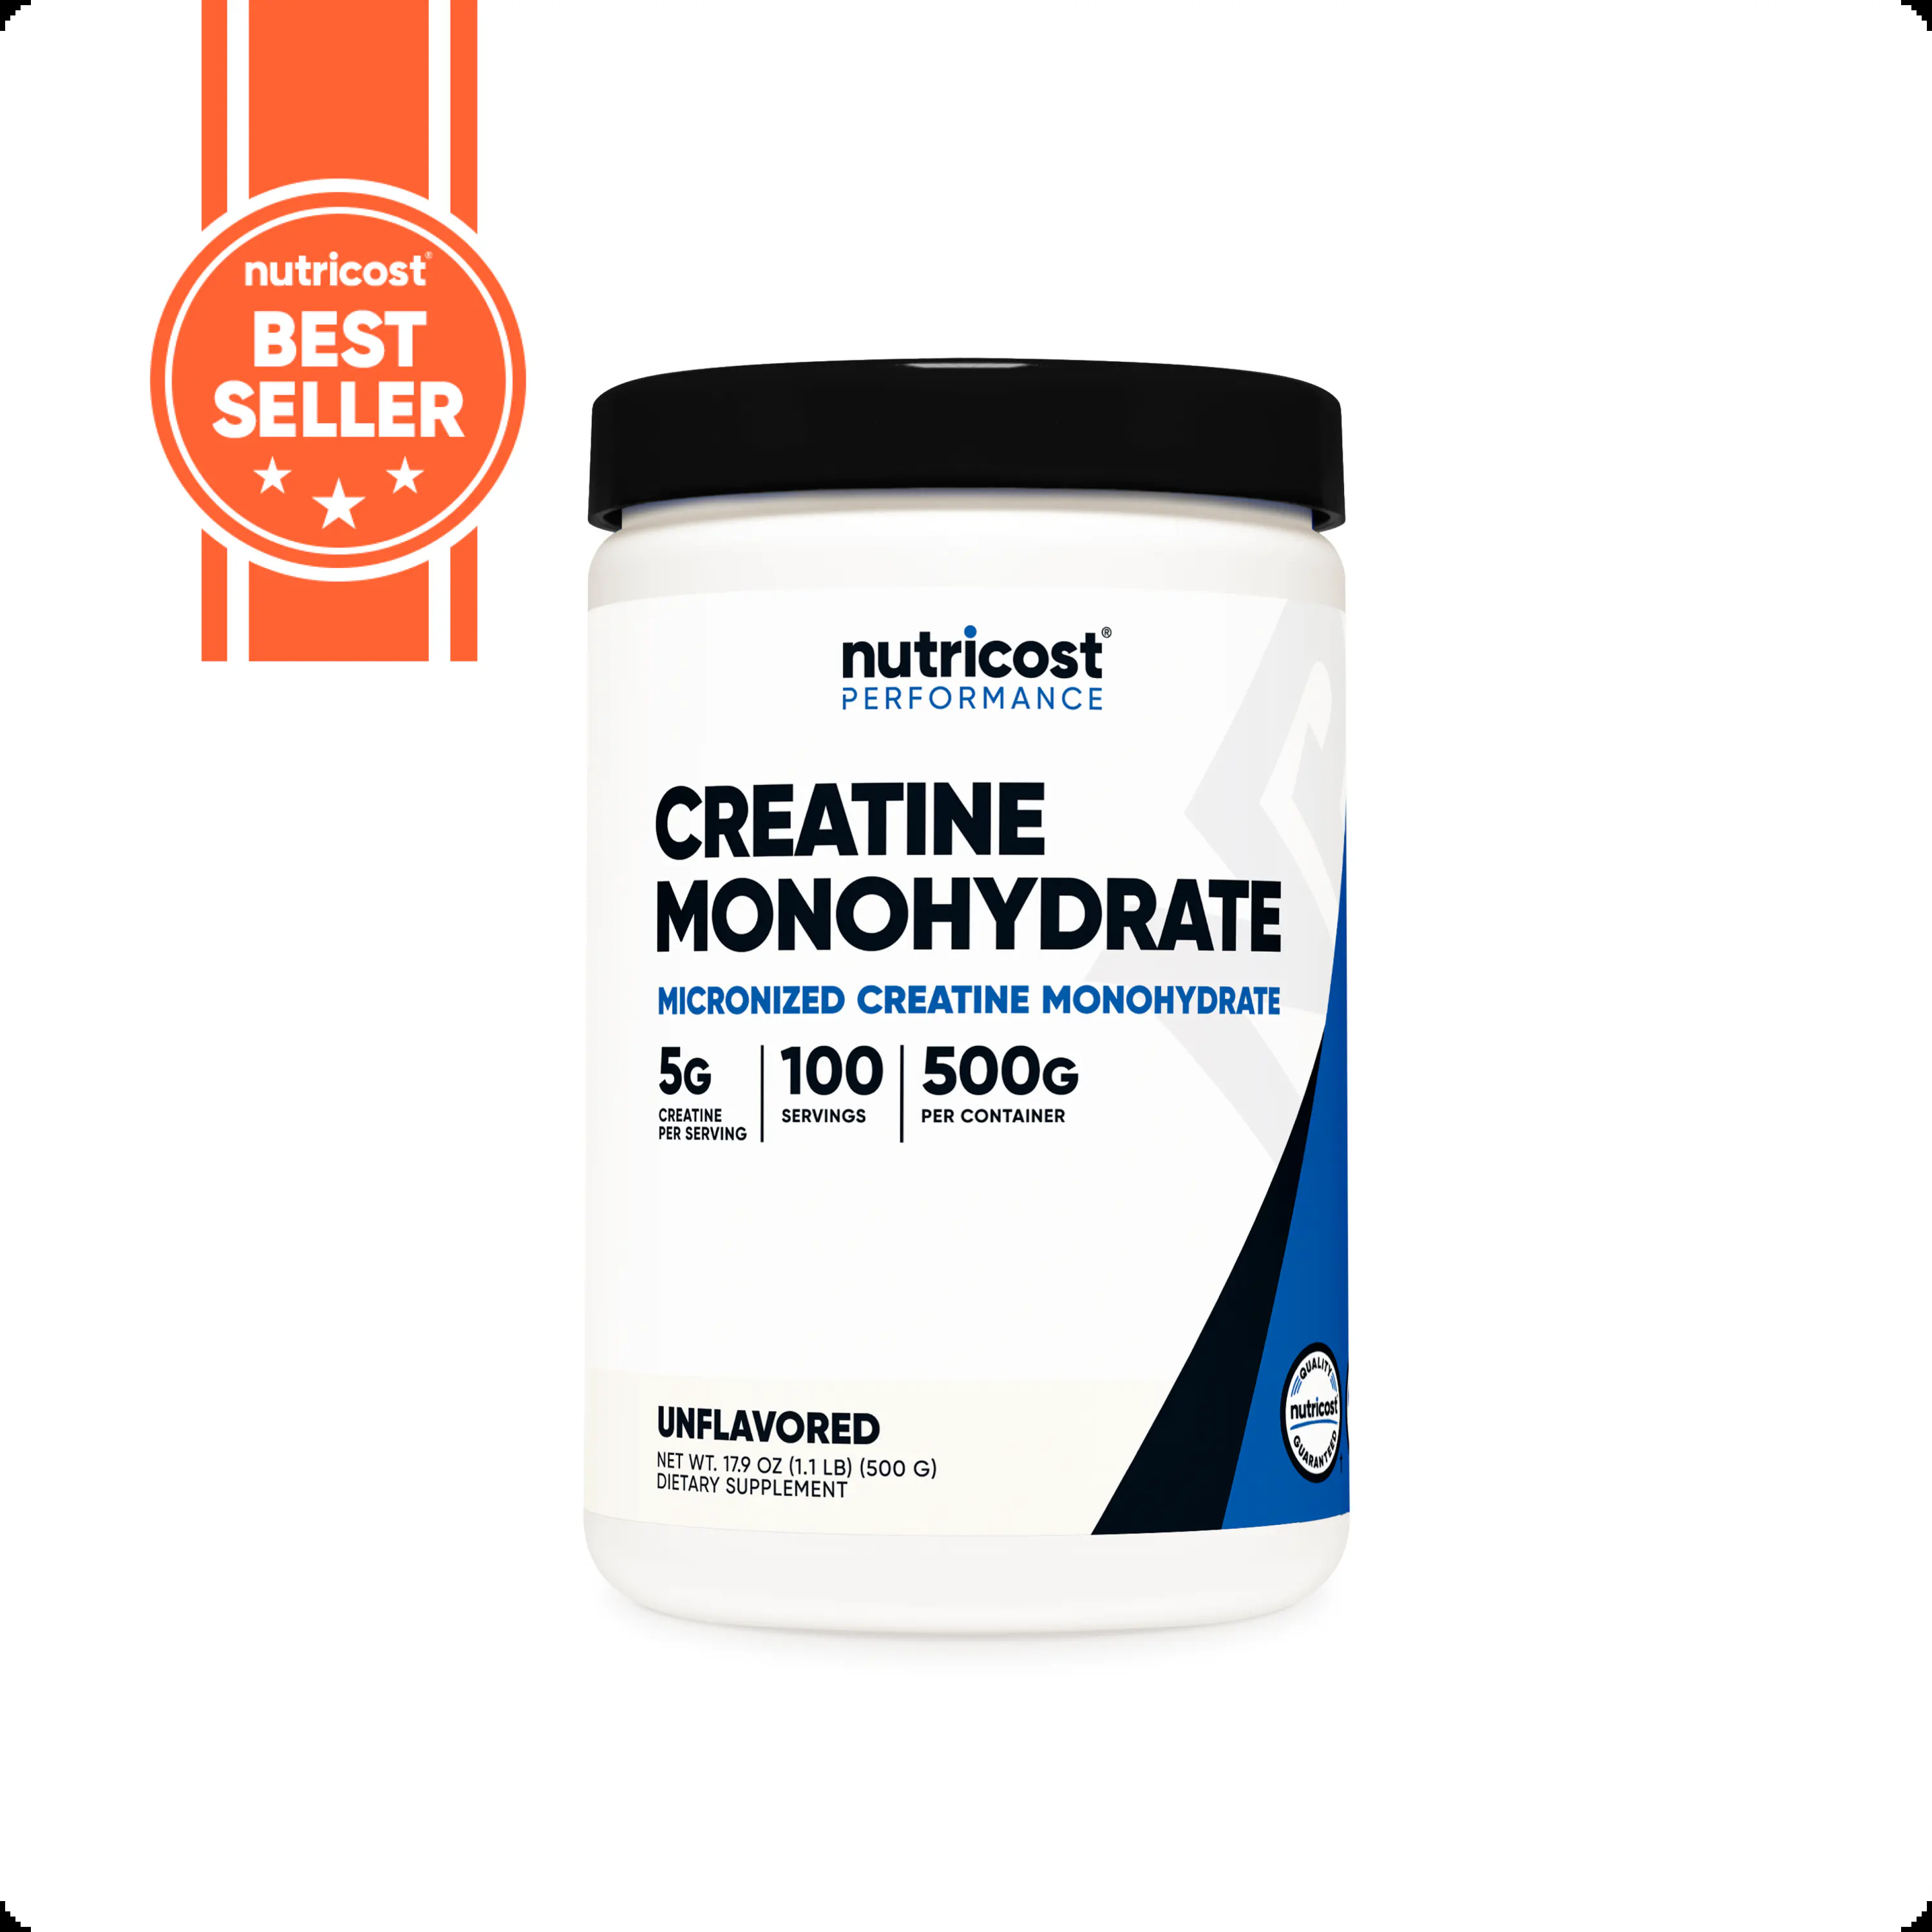 nutricost®
BEST
SELLER
nutricost®
PERFORMANCE
CREATINE
MONOHYDRATE
MICRONIZED CREATINE MONOHYDRATE
5G
CREATINE
PER SERVING
100
SERVINGS
500G
PER CONTAINER
UNFLAVORED
NET WT. 17.9 OZ (1.1 LB) (500 G)
DIETARY SUPPLEMENT
QUALITY
nutricost
GUARANTEED